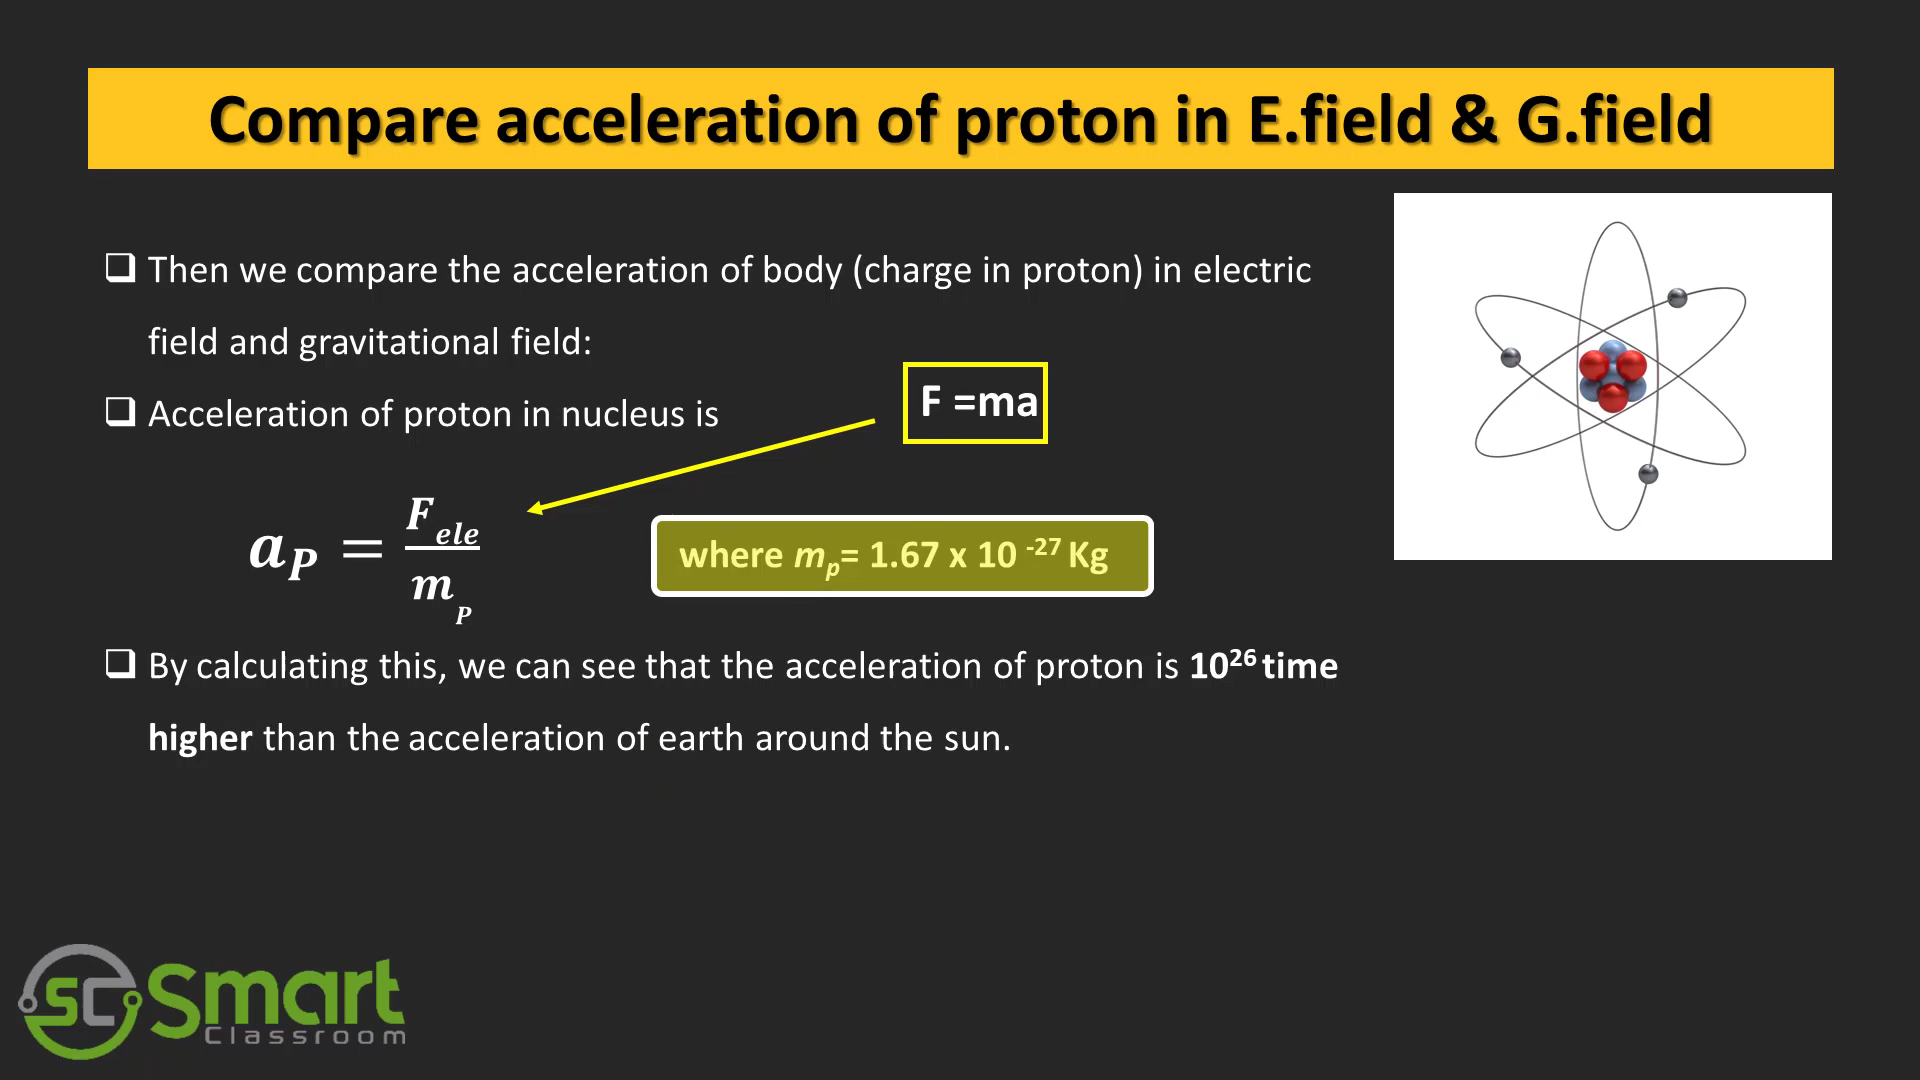 Compare acceleration of proton in E.field & G.field
❑ Then we compare the acceleration of body (charge in proton) in electric
field and gravitational field:
F =ma
❑ Acceleration of proton in nucleus is
a_P = F_ele / m_P
where m_p= 1.67 x 10 ^-27 Kg
❑ By calculating this, we can see that the acceleration of proton is 10^26 time
higher than the acceleration of earth around the sun.
SC Smart
Classroom